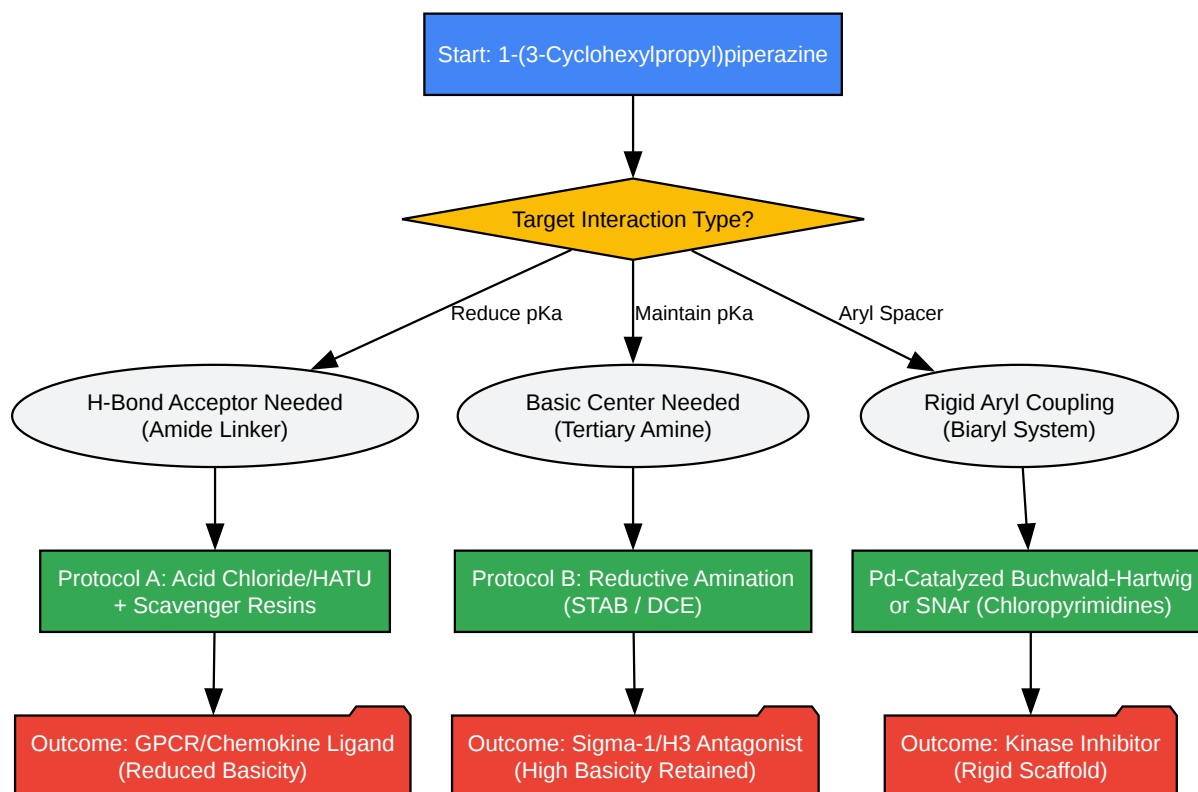 Start: 1-(3-Cyclohexylpropyl)piperazine
Target Interaction Type?
Reduce pKa
Maintain pKa
Aryl Spacer
H-Bond Acceptor Needed
(Amide Linker)
Basic Center Needed
(Tertiary Amine)
Rigid Aryl Coupling
(Biaryl System)
Protocol A: Acid Chloride/HATU
+ Scavenger Resins
Protocol B: Reductive Amination
(STAB / DCE)
Pd-Catalyzed Buchwald-Hartwig
or SNAr (Chloropyrimidines)
Outcome: GPCR/Chemokine Ligand
(Reduced Basicity)
Outcome: Sigma-1/H3 Antagonist
(High Basicity Retained)
Outcome: Kinase Inhibitor
(Rigid Scaffold)